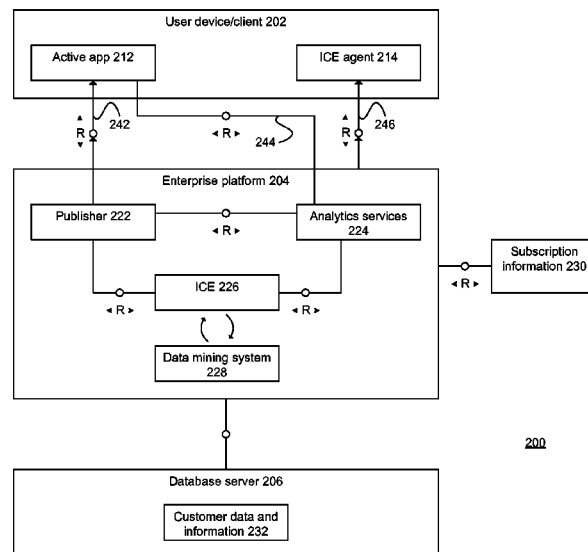 User device/client 202
Active app 212
ICE agent 214
242
R
R
244
246
R
Enterprise platform 204
Publisher 222
R
Analytics services
224
Subscription
information 230
R
ICE 226
R
R
Data mining system
228
200
Database server 206
Customer data and
information 232